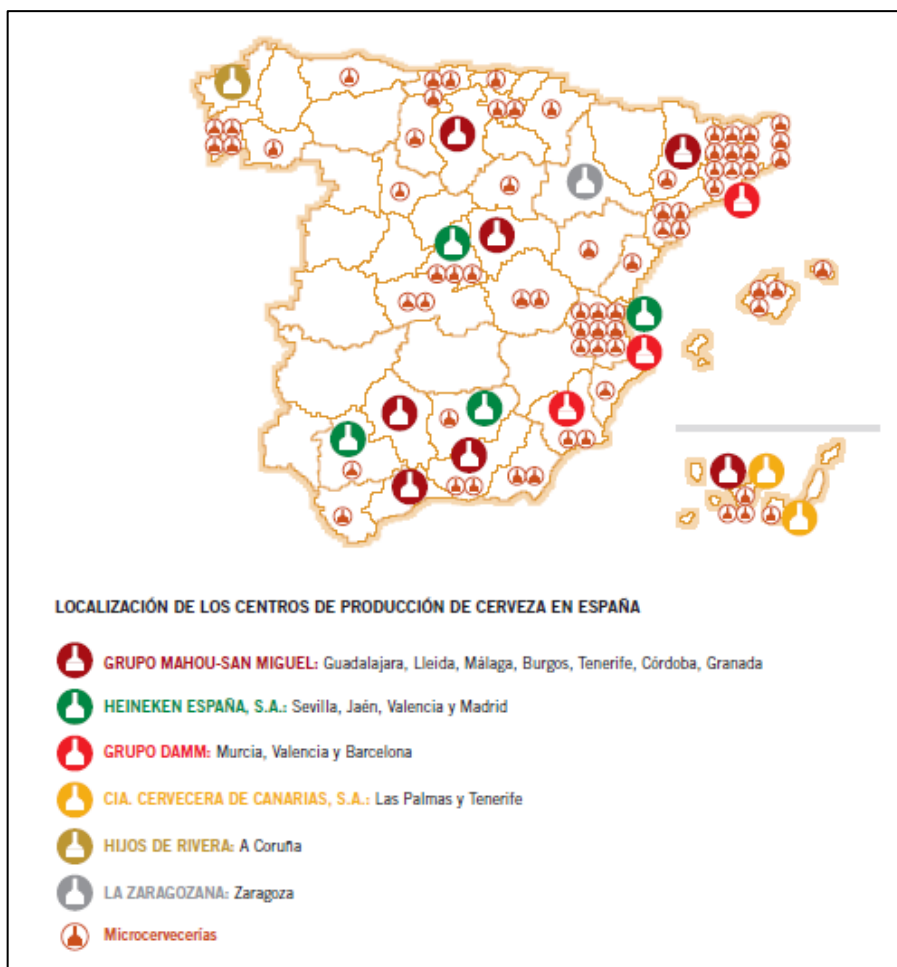 LOCALIZACIÓN DE LOS CENTROS DE PRODUCCIÓN DE CERVEZA EN ESPAÑA
GRUPO MAHOU-SAN MIGUEL: Guadalajara, Lleida, Málaga, Burgos, Tenerife, Córdoba, Granada
HEINEKEN ESPAÑA, S.A.: Sevilla, Jaén, Valencia y Madrid
GRUPO DAMM: Murcia, Valencia y Barcelona
CIA. CERVECERA DE CANARIAS, S.A.: Las Palmas y Tenerife
HIJOS DE RIVERA: A Coruña
LA ZARAGOZANA: Zaragoza
Microcervecerías